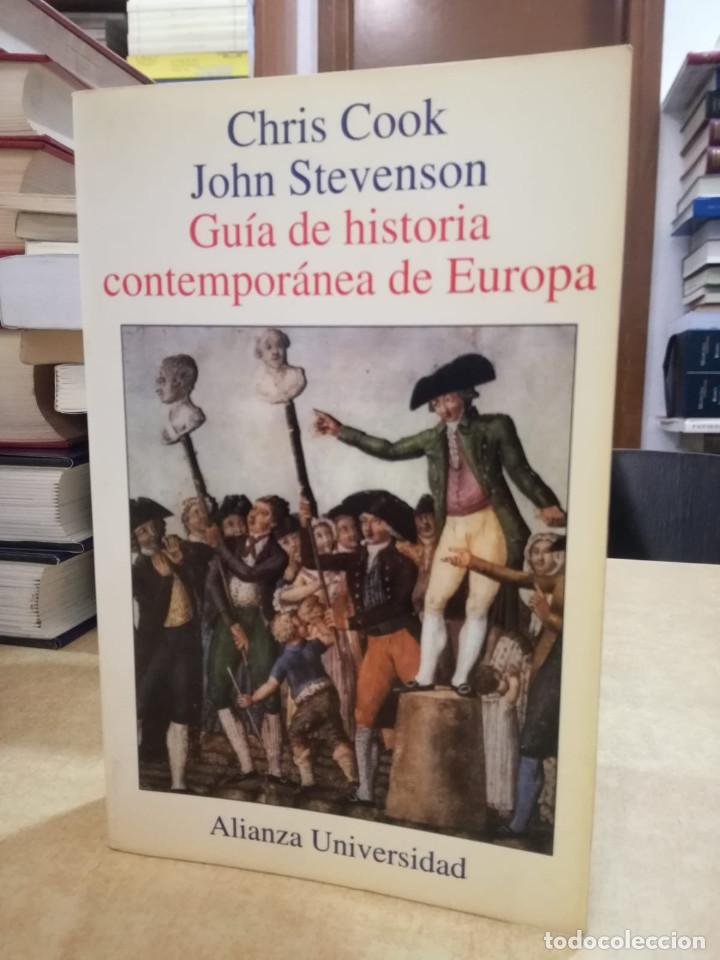 Chris Cook
John Stevenson
Guía de historia
contemporánea de Europa
Alianza Universidad
todocoleccion